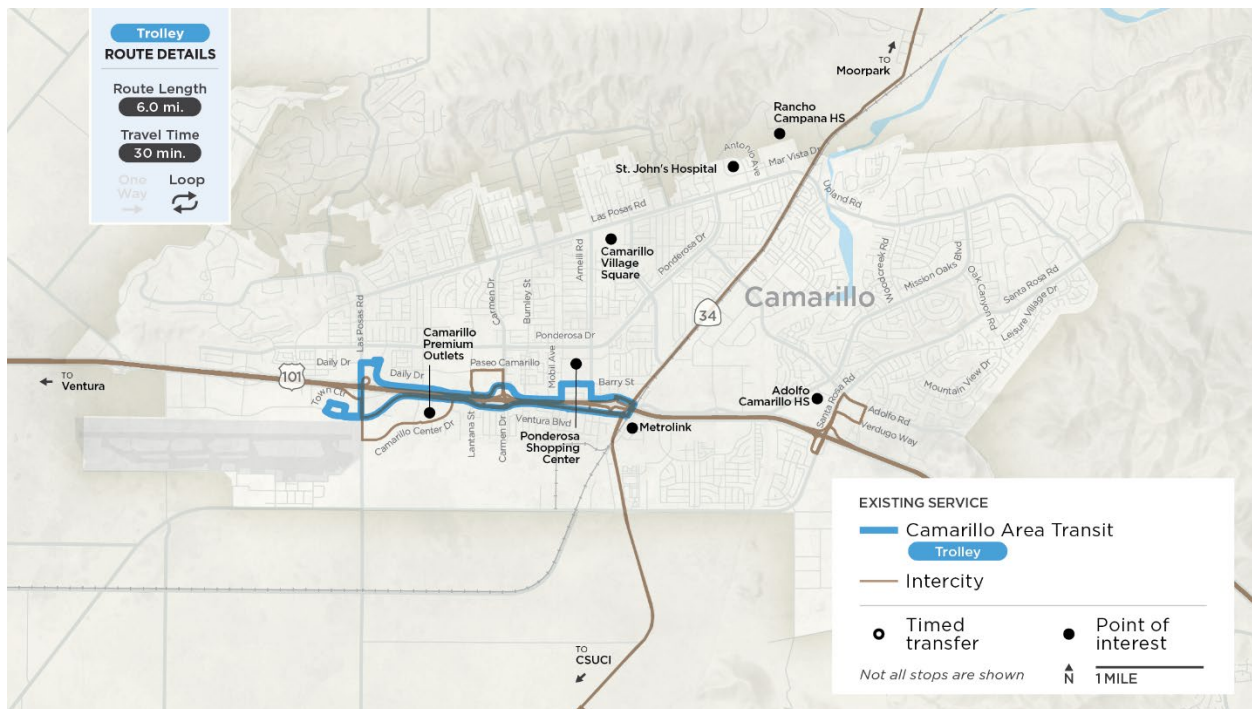 Trolley
ROUTE DETAILS
Route Length
6.0 mi.
Travel Time
30 min.
One
Way
Loop
TO
Moorpark
Rancho
Campana HS
Antonio Ave
Mar Vista Dr
St. John's Hospital
Las Posas Rd
Upland Rd
Camarillo
Village
Square
Arneill Rd
Ponderosa Dr
Woodcreek Rd
Mission Oaks Blvd
Oak Canyon Rd
Santa Rosa Rd
Leisure Village Dr
Camarillo
34
Las Posas Rd
Carmen Dr
Burnley St
Ponderosa Dr
Camarillo
Premium
Outlets
Paseo Camarillo
Mobil Ave
Daily Dr
Daily Dr
Barry St
101
TO
Ventura
Town Ctr
Mountain View Dr
Adolfo
Camarillo HS
Santa Rosa Rd
Adolfo Rd
Verdugo Way
Camarillo Center Dr
Lantana St
Carmen Dr
Ventura Blvd
Ponderosa
Shopping
Center
Metrolink
TO
CSUCI
EXISTING SERVICE
Camarillo Area Transit
Trolley
Intercity
Timed
transfer
Point of
interest
Not all stops are shown
N
1 MILE